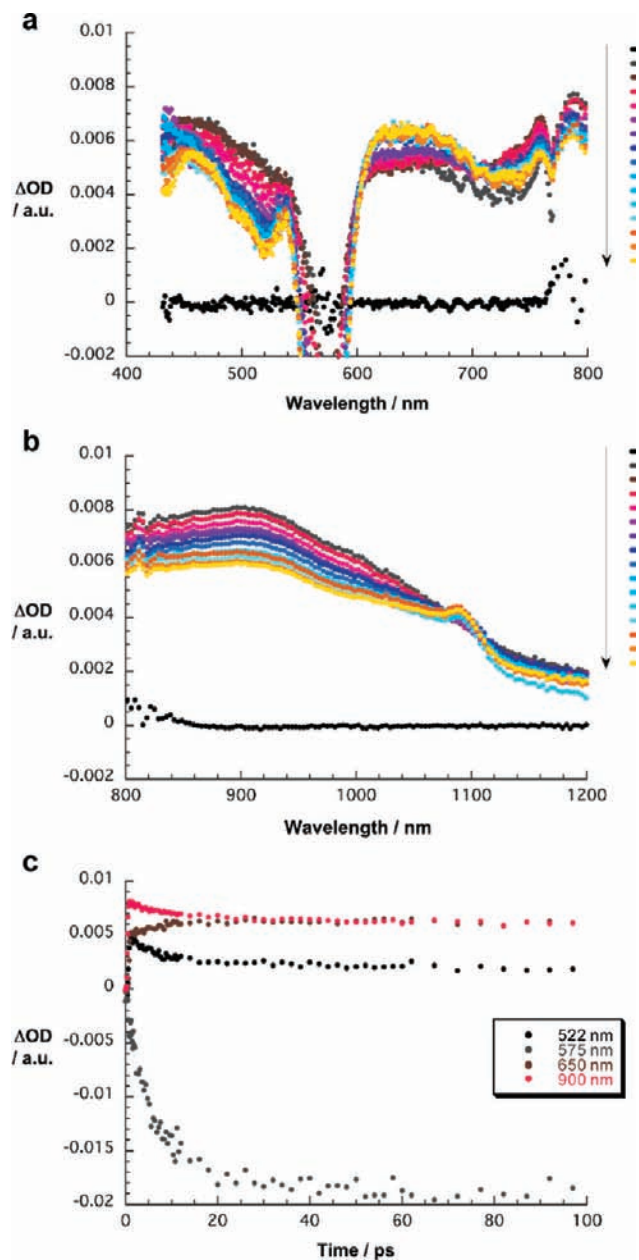 a
0.01
0.008
0.006
0.004
ΔOD
/ a.u.
0.002
0
-0.002
400 500 600 700 800
Wavelength / nm
b
0.01
0.008
0.006
ΔOD
/ a.u.
0.004
0.002
0
-0.002
800 900 1000 1100 1200
Wavelength / nm
c
0.01
0.005
0
ΔOD
/ a.u.
-0.005
-0.01
-0.015
-0.02
522 nm
575 nm
650 nm
900 nm
0 20 40 60 80 100
Time / ps